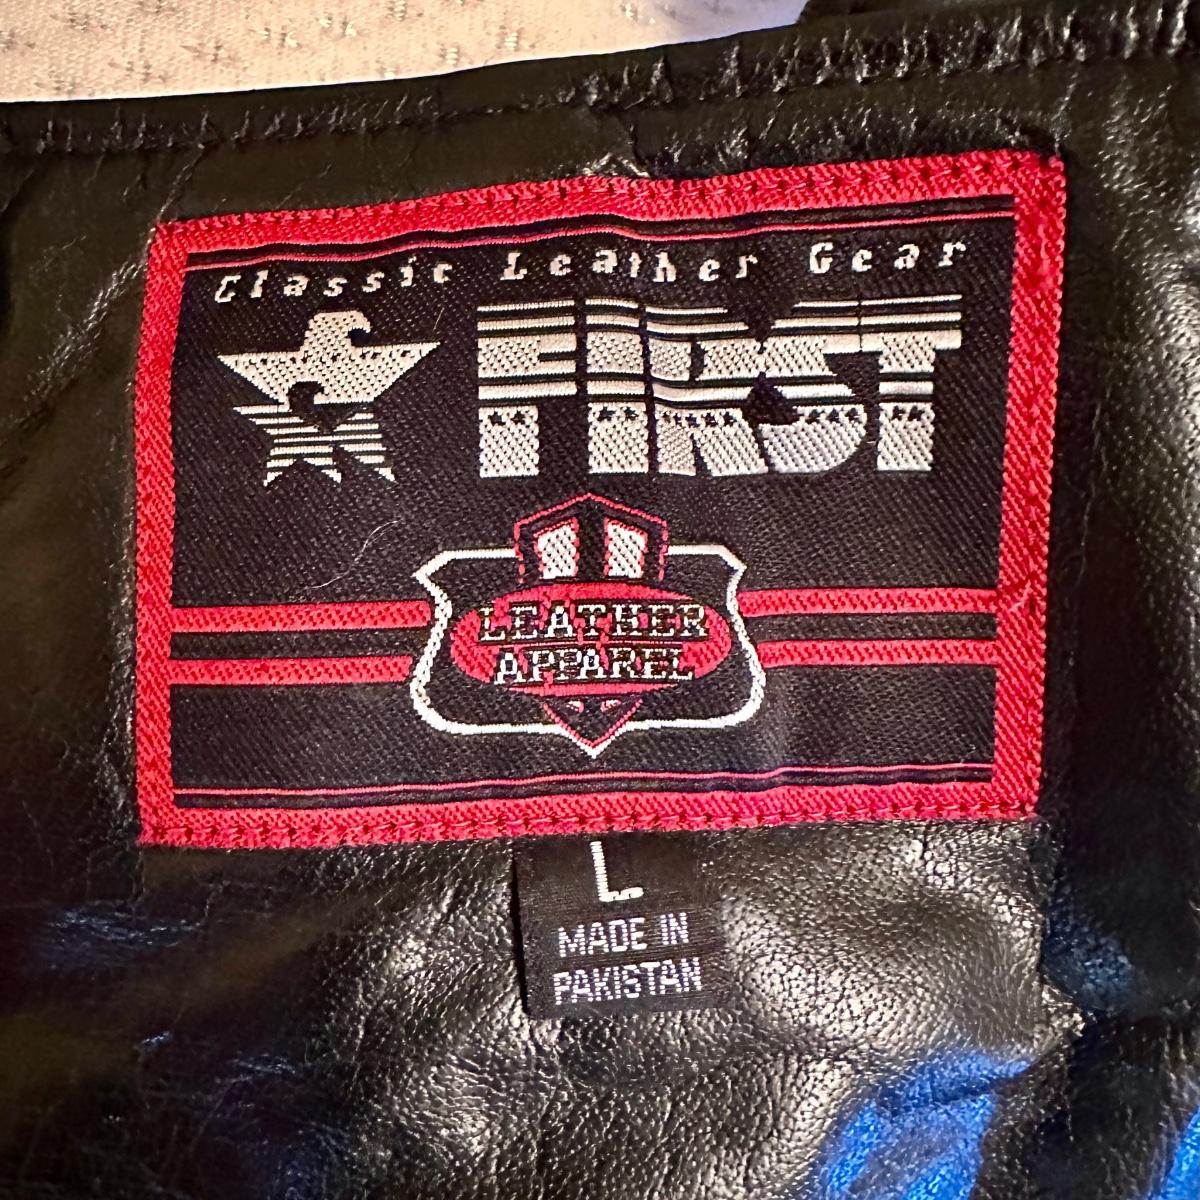 Classic Leather Gear
FIRST
LEATHER
APPAREL
L
MADE IN
PAKISTAN